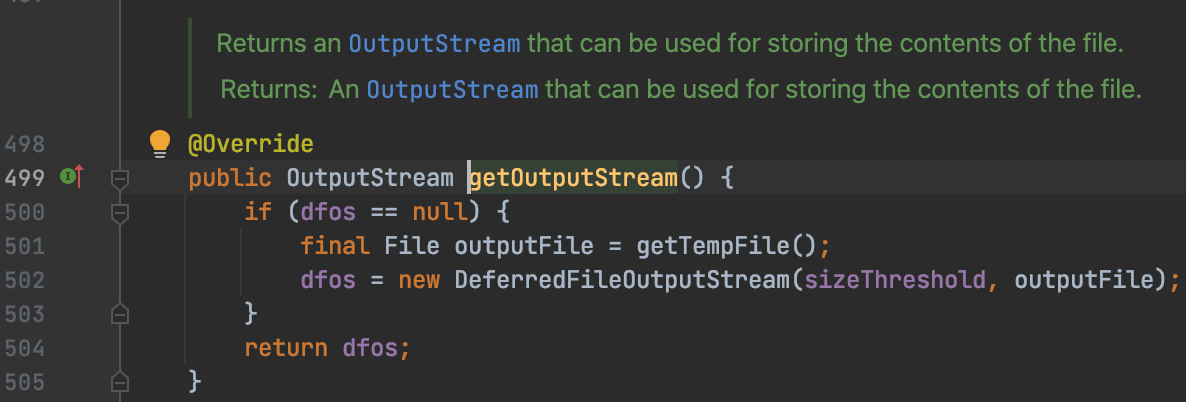 Returns an OutputStream that can be used for storing the contents of the file.
Returns: An OutputStream that can be used for storing the contents of the file.
498 @Override
499 public OutputStream getOutputStream() {
500 if (dfos == null) {
501 final File outputFile = getTempFile();
502 dfos = new DeferredFileOutputStream(sizeThreshold, outputFile);
503 }
504 return dfos;
505 }